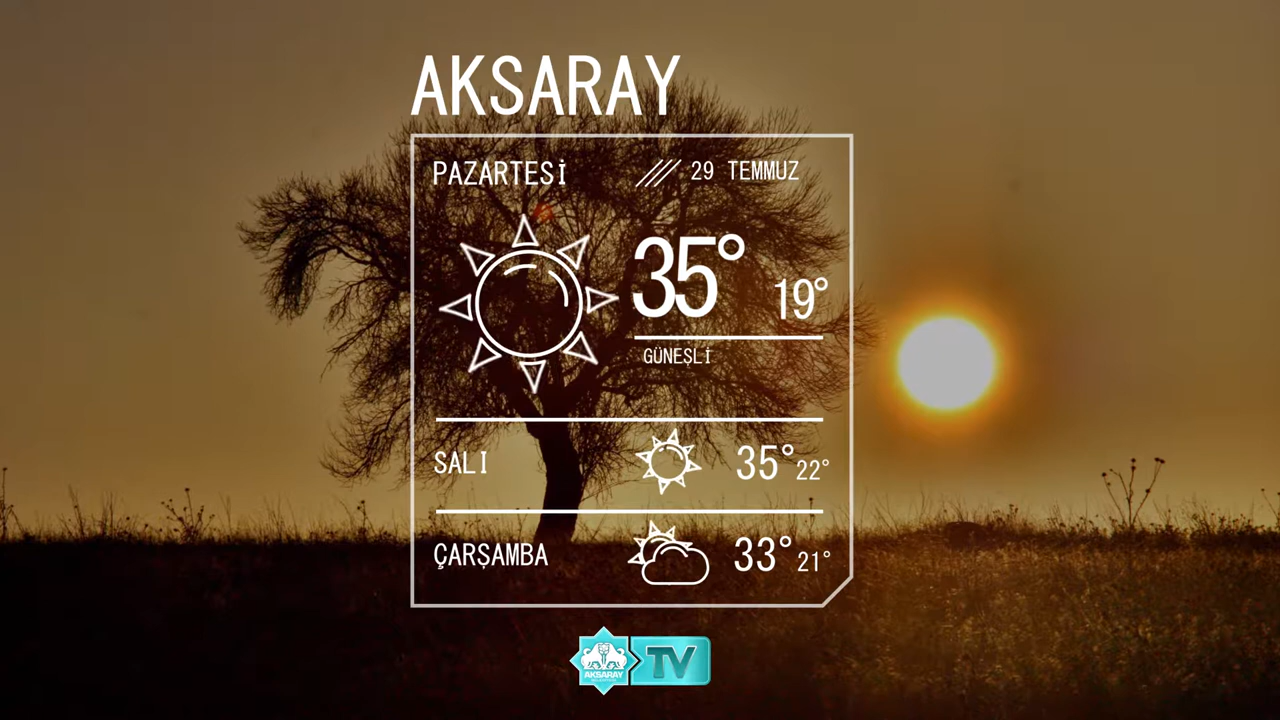 AKSARAY
PAZARTESİ
29 TEMMUZ
35°
19°
GÜNEŞLİ
SALI
35° 22°
ÇARŞAMBA
33° 21°
AKSARAY
TV